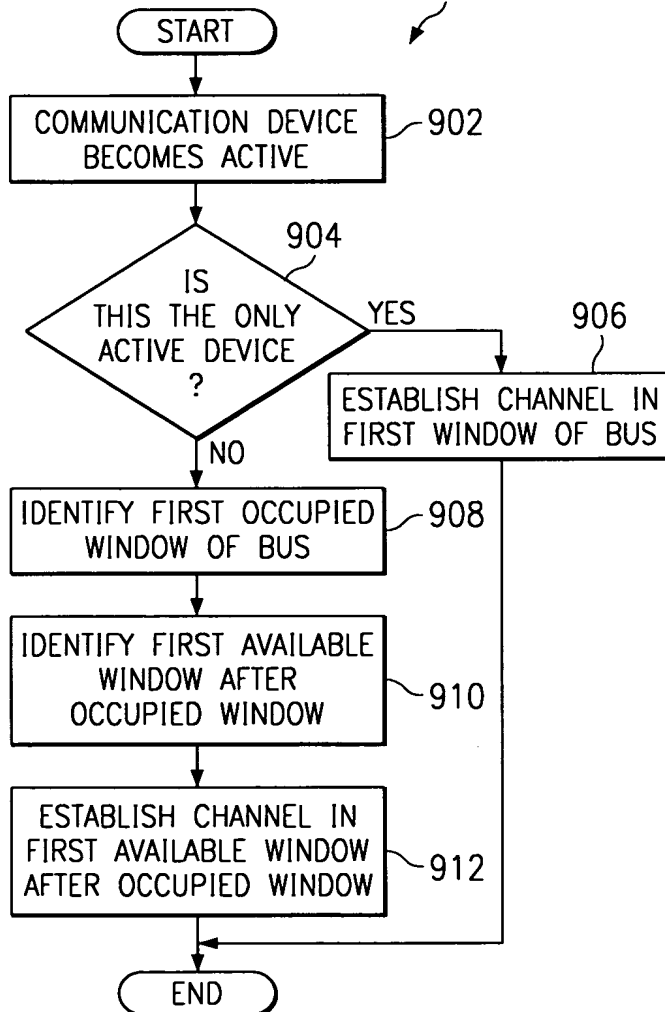 START
COMMUNICATION DEVICE
BECOMES ACTIVE
902
904
IS
THIS THE ONLY
ACTIVE DEVICE
?
YES
906
ESTABLISH CHANNEL IN
FIRST WINDOW OF BUS
NO
IDENTIFY FIRST OCCUPIED
WINDOW OF BUS
908
IDENTIFY FIRST AVAILABLE
WINDOW AFTER
OCCUPIED WINDOW
910
ESTABLISH CHANNEL IN
FIRST AVAILABLE WINDOW
AFTER OCCUPIED WINDOW
912
END